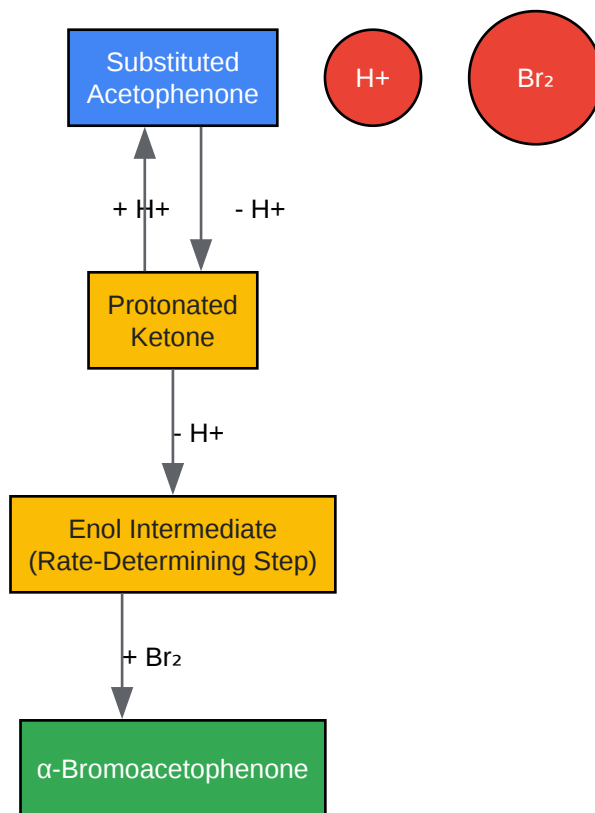 Substituted
Acetophenone
H+
Br₂
+ H+
- H+
Protonated
Ketone
- H+
Enol Intermediate
(Rate-Determining Step)
+ Br₂
α-Bromoacetophenone